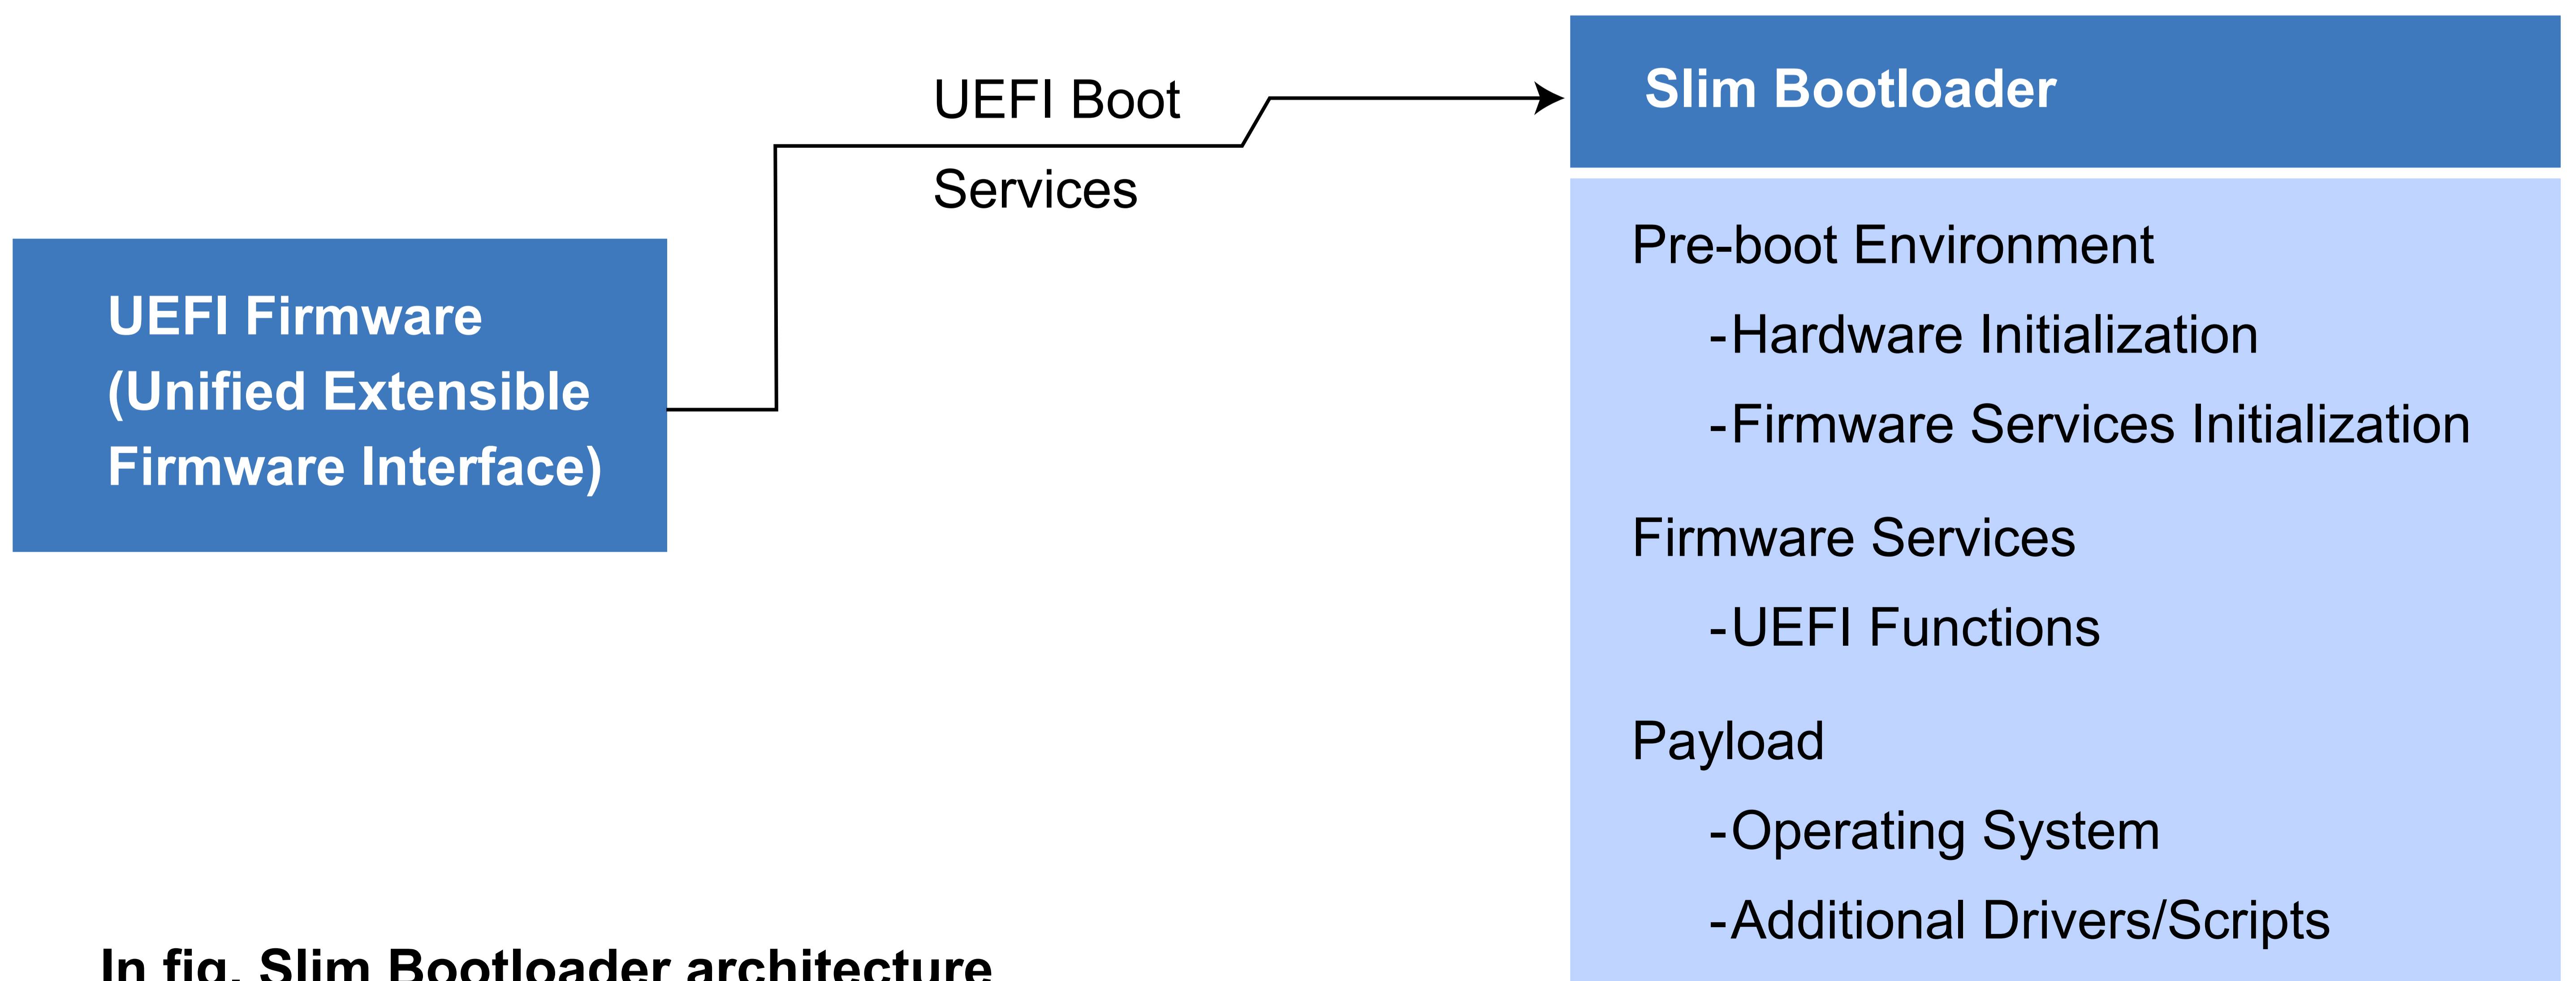 UEFI Boot
Services
UEFI Firmware
(Unified Extensible
Firmware Interface)
Slim Bootloader
Pre-boot Environment
-Hardware Initialization
-Firmware Services Initialization
Firmware Services
-UEFI Functions
Payload
-Operating System
-Additional Drivers/Scripts
In fig. Slim Bootloader architecture